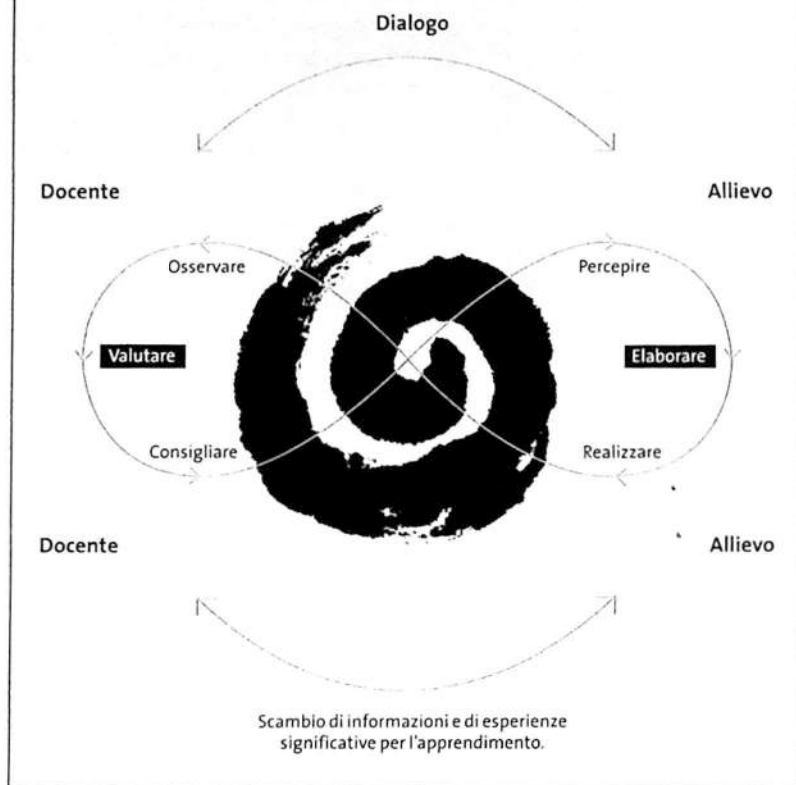 Dialogo
Docente
Allievo
Osservare
Percepire
Valutare
Elaborare
Consigliare
Realizzare
Docente
Allievo
Scambio di informazioni e di esperienze
significative per l'apprendimento.